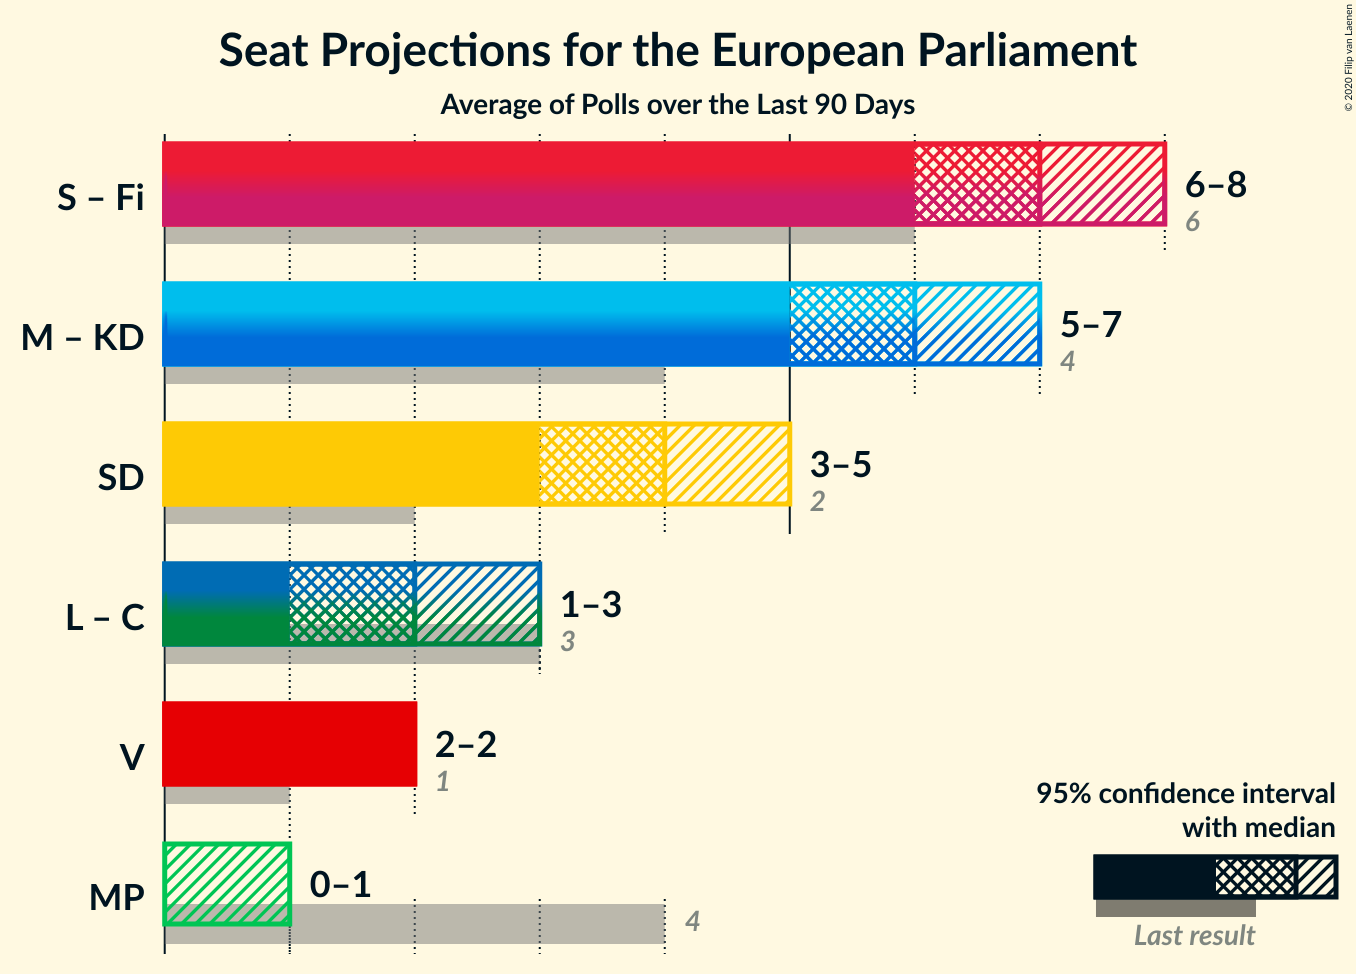 © 2020 Filip van Laenen
Seat Projections for the European Parliament
Average of Polls over the Last 90 Days
S – Fi
6–8
6
M – KD
5–7
4
SD
3–5
2
L – C
1–3
3
V
2–2
1
MP
0–1
4
95% confidence interval
with median
Last result